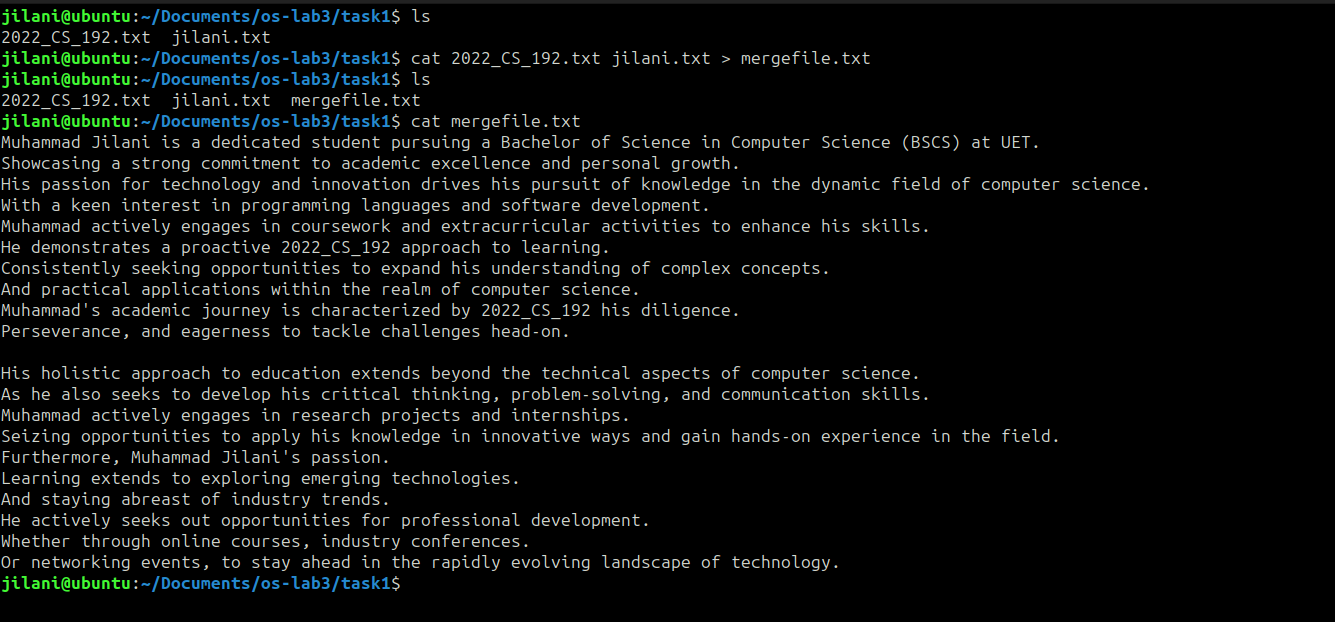 jilani@ubuntu:~/Documents/os-lab3/task1$ ls
2022_CS_192.txt  jilani.txt
jilani@ubuntu:~/Documents/os-lab3/task1$ cat 2022_CS_192.txt jilani.txt > mergefile.txt
jilani@ubuntu:~/Documents/os-lab3/task1$ ls
2022_CS_192.txt  jilani.txt  mergefile.txt
jilani@ubuntu:~/Documents/os-lab3/task1$ cat mergefile.txt
Muhammad Jilani is a dedicated student pursuing a Bachelor of Science in Computer Science (BSCS) at UET.
Showcasing a strong commitment to academic excellence and personal growth.
His passion for technology and innovation drives his pursuit of knowledge in the dynamic field of computer science.
With a keen interest in programming languages and software development.
Muhammad actively engages in coursework and extracurricular activities to enhance his skills.
He demonstrates a proactive 2022_CS_192 approach to learning.
Consistently seeking opportunities to expand his understanding of complex concepts.
And practical applications within the realm of computer science.
Muhammad's academic journey is characterized by 2022_CS_192 his diligence.
Perseverance, and eagerness to tackle challenges head-on.

His holistic approach to education extends beyond the technical aspects of computer science.
As he also seeks to develop his critical thinking, problem-solving, and communication skills.
Muhammad actively engages in research projects and internships.
Seizing opportunities to apply his knowledge in innovative ways and gain hands-on experience in the field.
Furthermore, Muhammad Jilani's passion.
Learning extends to exploring emerging technologies.
And staying abreast of industry trends.
He actively seeks out opportunities for professional development.
Whether through online courses, industry conferences.
Or networking events, to stay ahead in the rapidly evolving landscape of technology.
jilani@ubuntu:~/Documents/os-lab3/task1$